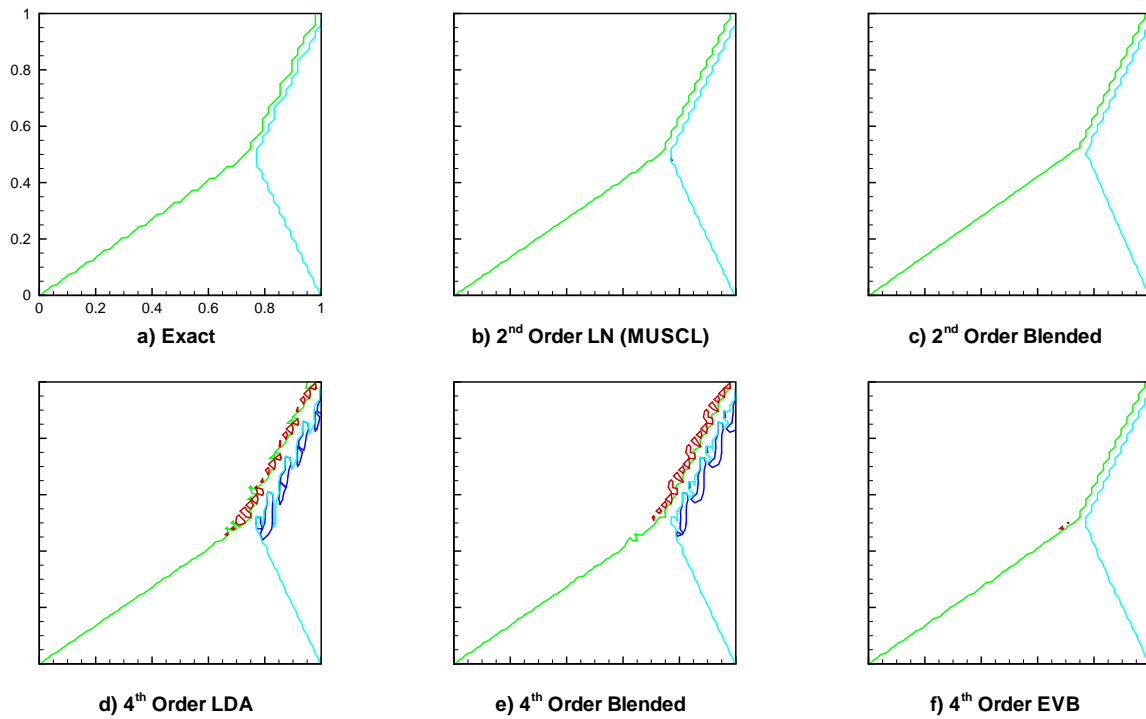 1
0.8
0.6
0.4
0.2
0
0 0.2 0.4 0.6 0.8 1
a) Exact
b) 2nd Order LN (MUSCL)
c) 2nd Order Blended
d) 4th Order LDA
e) 4th Order Blended
f) 4th Order EVB